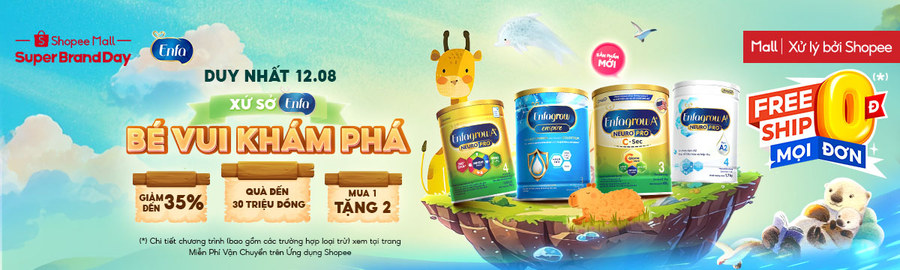 Shopee Mall
Super Brand Day
Enfa
DUY NHẤT 12.08
XỨ SỞ Enfa
BÉ VUI KHÁM PHÁ
GIẢM ĐẾN 35%
QUÀ ĐẾN
30 TRIỆU ĐỒNG
MUA 1
TẶNG 2
(*) Chi tiết chương trình (bao gồm các trường hợp loại trừ) xem tại trang
Miễn Phí Vận Chuyển trên Ứng dụng Shopee
SẢN PHẨM
MỚI
Enfagrow A+
NEUROPRO
4
Enfagrow
enspire
Enfagrow A+
NEUROPRO
C-Sec
3
Enfagrow A+
NEUROPRO
A2
4
Mall | Xử lý bởi Shopee
FREE
SHIP
0Đ
(*)
MỌI ĐƠN